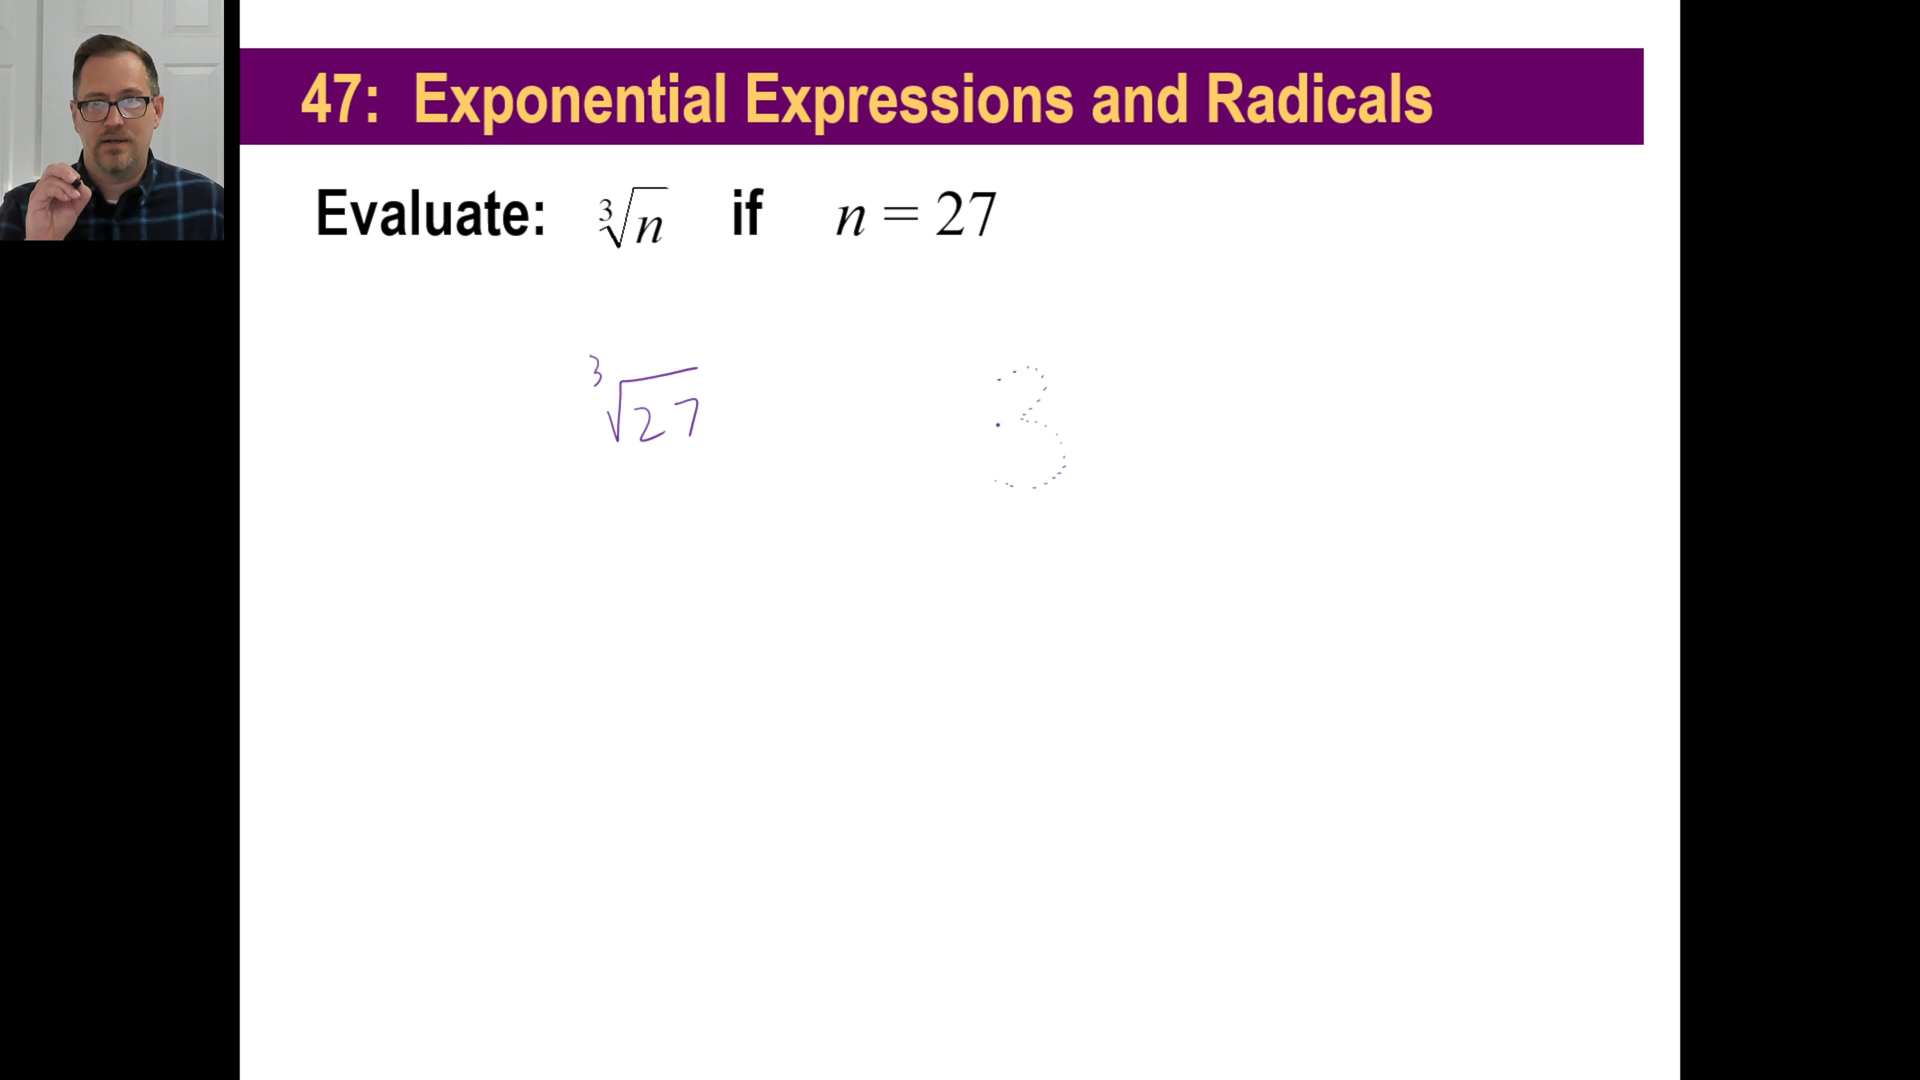 47: Exponential Expressions and Radicals
Evaluate: ∛n if n = 27
∛27 3